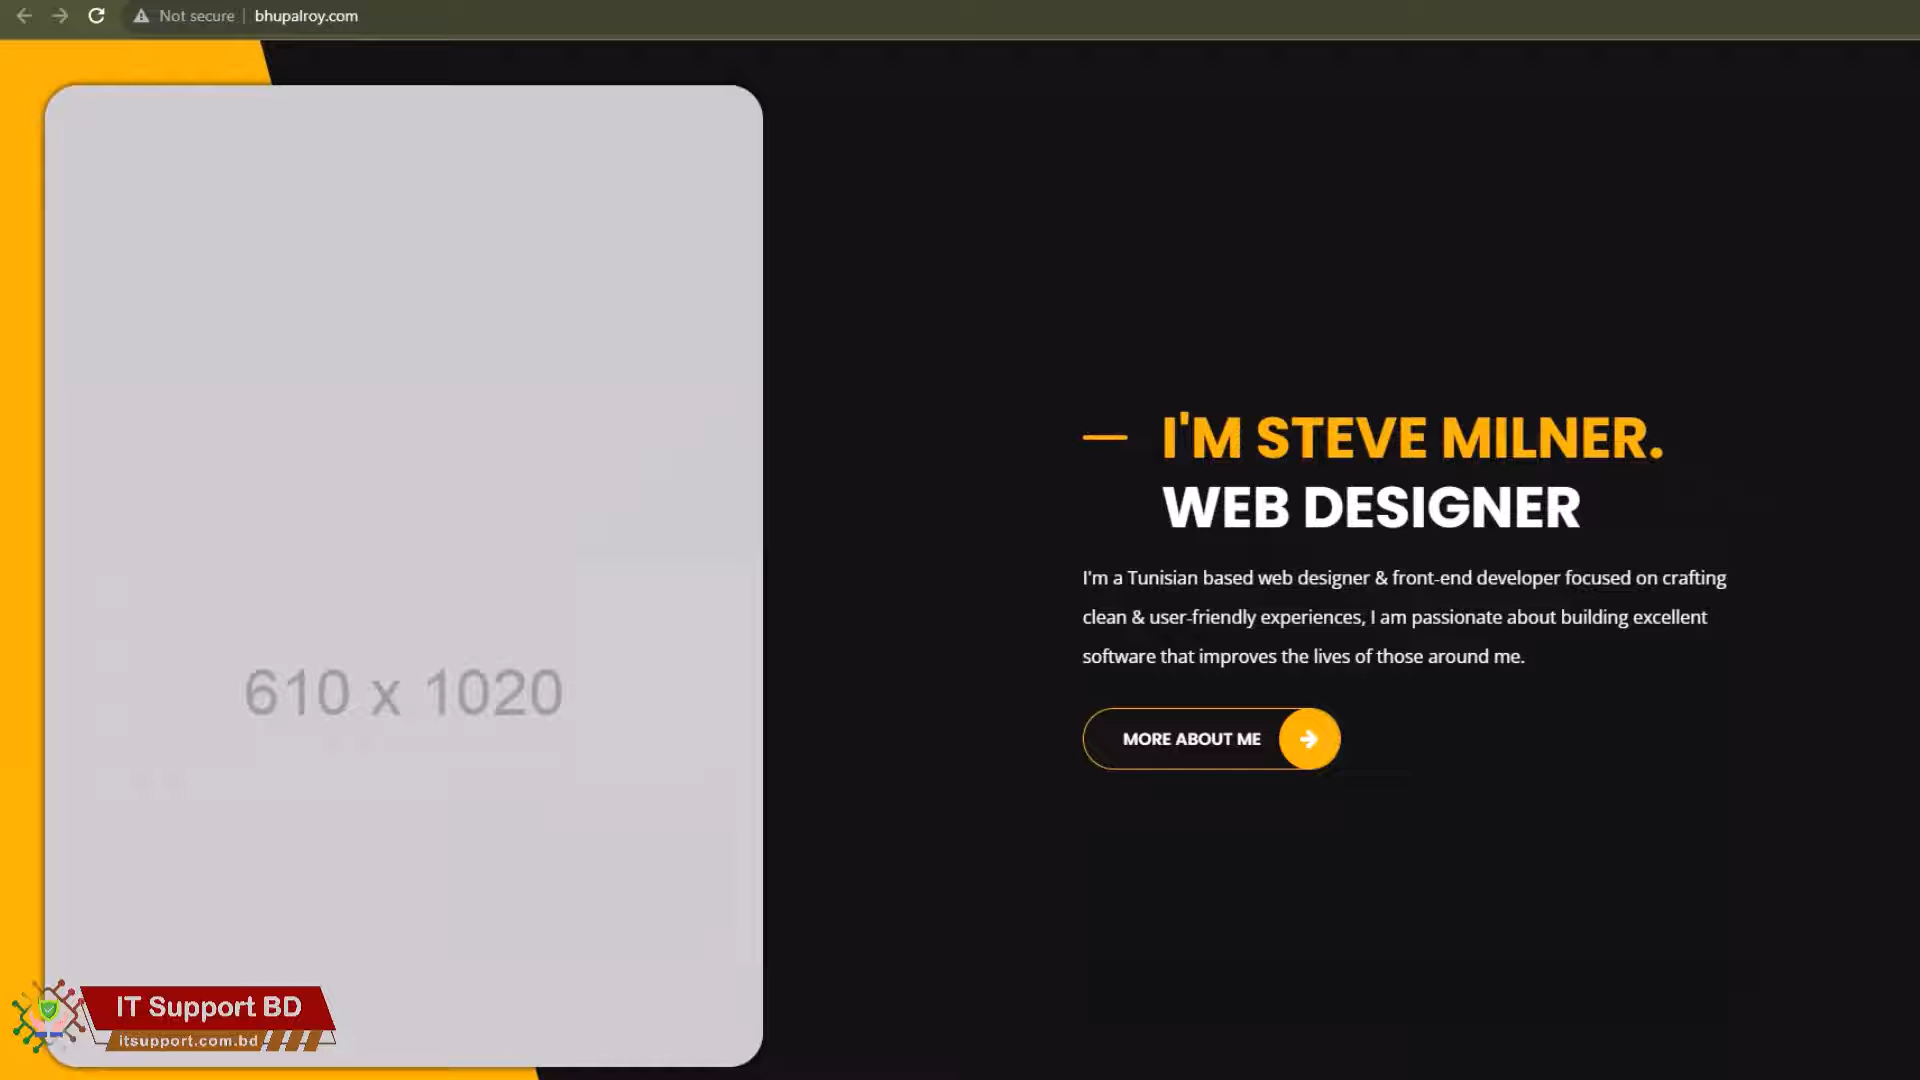 Not secure
bhupalroy.com
610 x 1020
I'M STEVE MILNER.
WEB DESIGNER
I'm a Tunisian based web designer & front-end developer focused on crafting
clean & user-friendly experiences, I am passionate about building excellent
software that improves the lives of those around me.
MORE ABOUT ME
IT Support BD
itsupport.com.bd